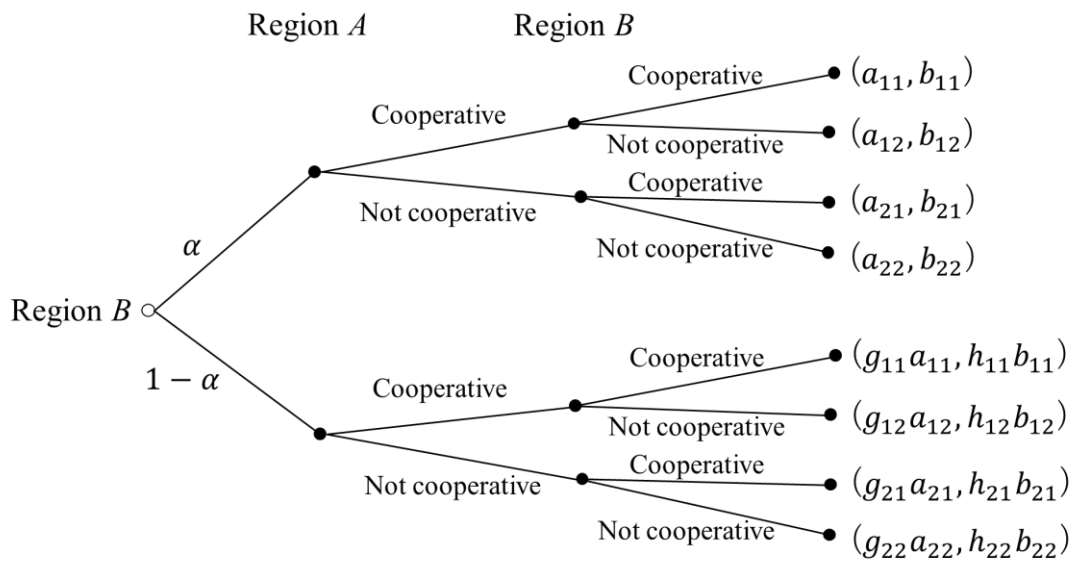 Region A Region B
Cooperative (a₁₁, b₁₁)
Cooperative
Not cooperative (a₁₂, b₁₂)
Cooperative (a₂₁, b₂₁)
Not cooperative
α
Not cooperative (a₂₂, b₂₂)
Region B
1 − α
Cooperative (g₁₁a₁₁, h₁₁b₁₁)
Cooperative
Not cooperative (g₁₂a₁₂, h₁₂b₁₂)
Cooperative (g₂₁a₂₁, h₂₁b₂₁)
Not cooperative
Not cooperative (g₂₂a₂₂, h₂₂b₂₂)